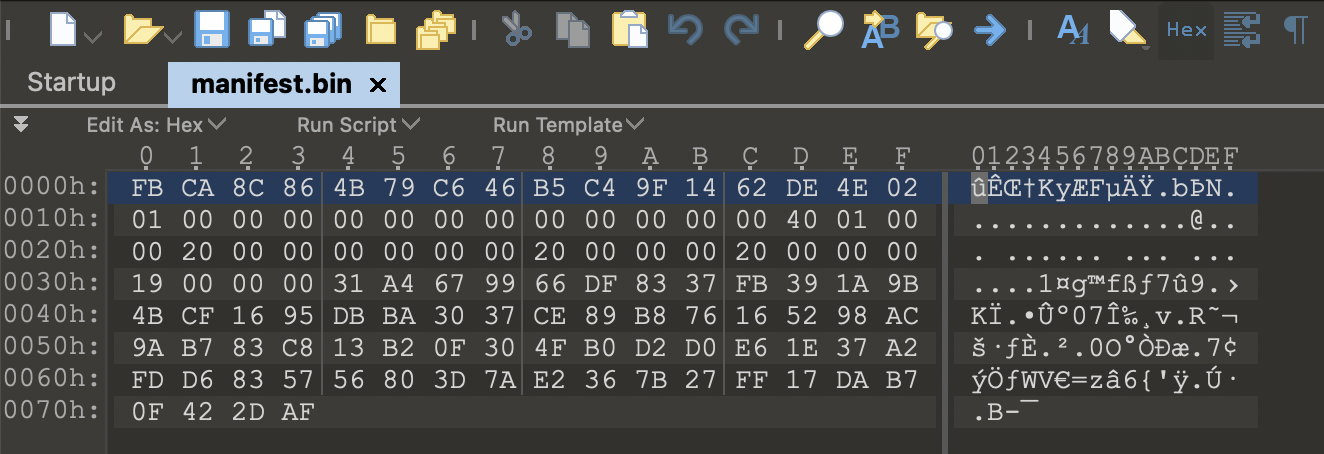 Hex
Startup manifest.bin ×
Edit As: Hex Run Script Run Template
0 1 2 3 4 5 6 7 8 9 A B C D E F 0123456789ABCDEF
0000h: FB CA 8C 86 4B 79 C6 46 B5 C4 9F 14 62 DE 4E 02 ûÊŒ†KyÆFµÄŸ.bÞN.
0010h: 01 00 00 00 00 00 00 00 00 00 00 00 00 40 01 00 .............@..
0020h: 00 20 00 00 00 00 00 00 20 00 00 00 20 00 00 00 . ...... ... ...
0030h: 19 00 00 00 31 A4 67 99 66 DF 83 37 FB 39 1A 9B ....1¤g™fßƒ7û9.›
0040h: 4B CF 16 95 DB BA 30 37 CE 89 B8 76 16 52 98 AC KÏ.•Ûº07Î‰¸v.R˜¬
0050h: 9A B7 83 C8 13 B2 0F 30 4F B0 D2 D0 E6 1E 37 A2 š·ƒÈ.².0O°ÒÐæ.7¢
0060h: FD D6 83 57 56 80 3D 7A E2 36 7B 27 FF 17 DA B7 ýÖƒWV€=zâ6{'ÿ.Ú·
0070h: 0F 42 2D AF .B-¯